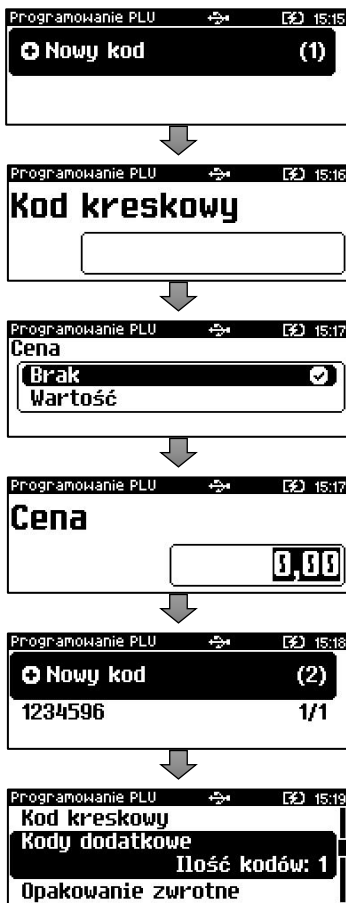 Programowanie PLU 15:15
Nowy kod (1)
Programowanie PLU 15:16
Kod kreskowy
Programowanie PLU 15:17
Cena
Brak
Wartość
Programowanie PLU 15:17
Cena
0,00
Programowanie PLU 15:18
Nowy kod (2)
1234596 1/1
Programowanie PLU 15:19
Kod kreskowy
Kody dodatkowe
Ilość kodów: 1
Opakowanie zwrotne